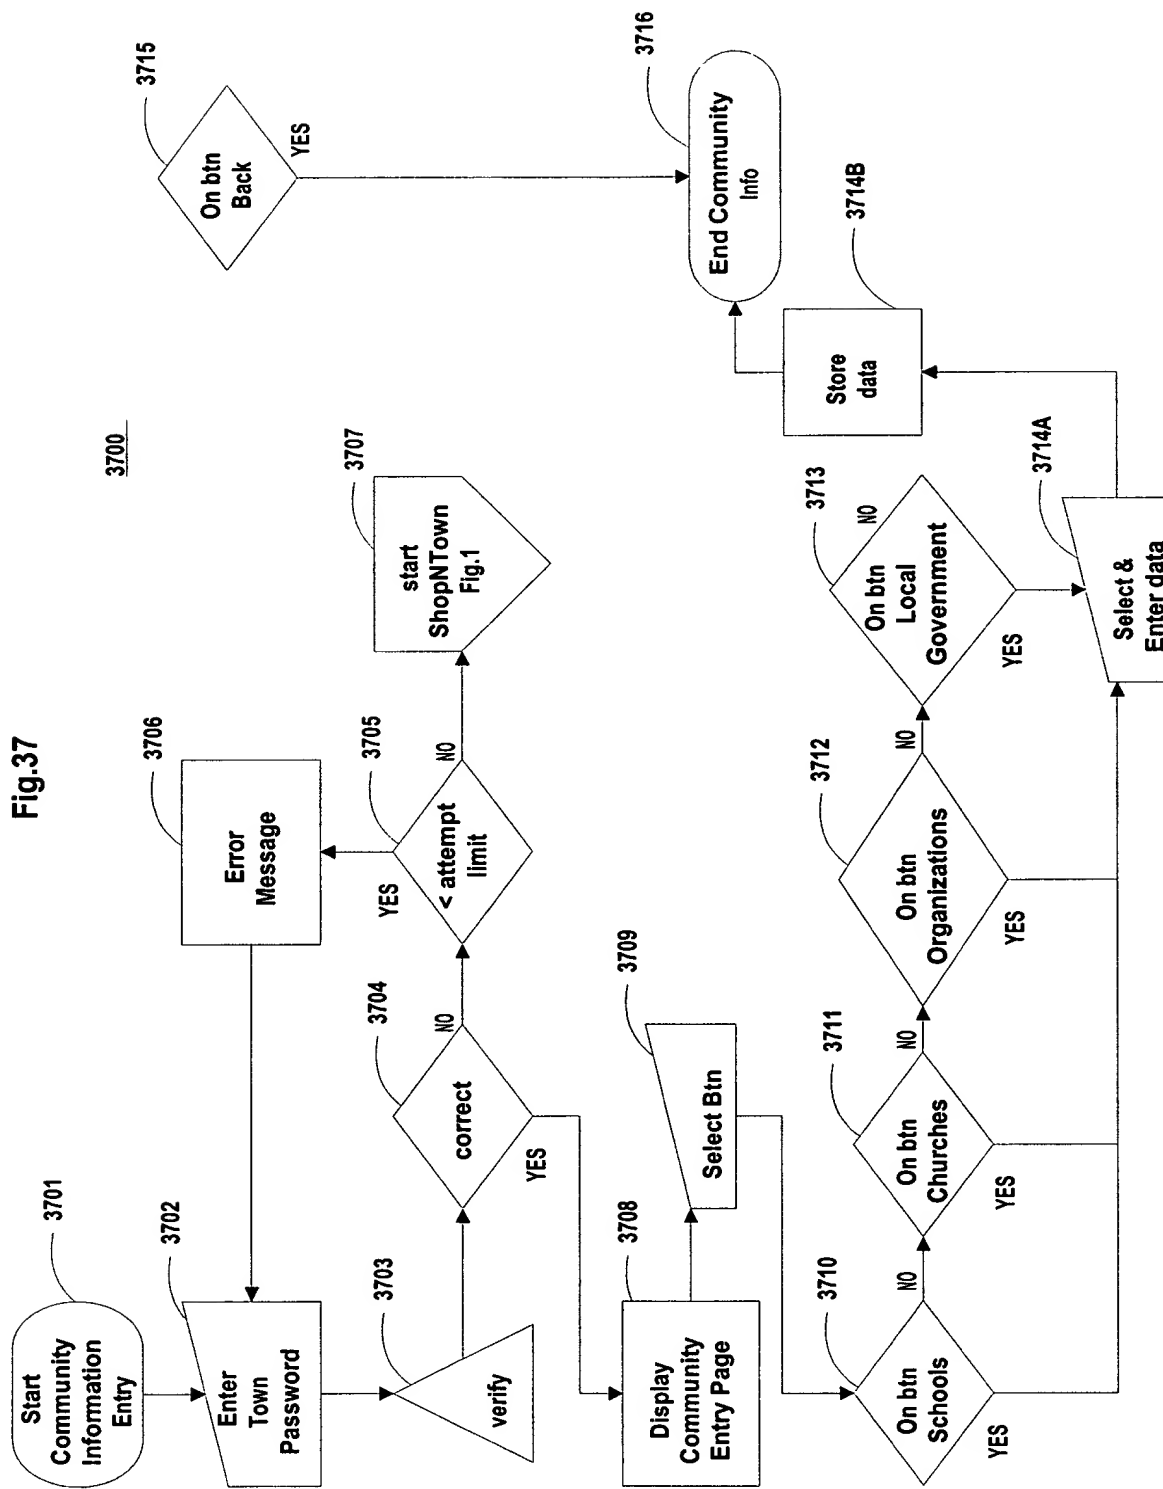 Fig.37
3700
3701
Start
Community
Information
Entry
3702
Enter
Town
Password
3703
verify
3704
correct
NO
YES
3705
< attempt
limit
YES
NO
3706
Error
Message
3707
start
ShopNTown
Fig.1
3708
Display
Community
Entry Page
3709
Select Btn
3710
On btn
Schools
NO
YES
3711
On btn
Churches
NO
YES
3712
On btn
Organizations
NO
YES
3713
On btn
Local
Government
NO
YES
3714A
Select &
Enter data
3714B
Store
data
3715
On btn
Back
YES
3716
End Community
Info